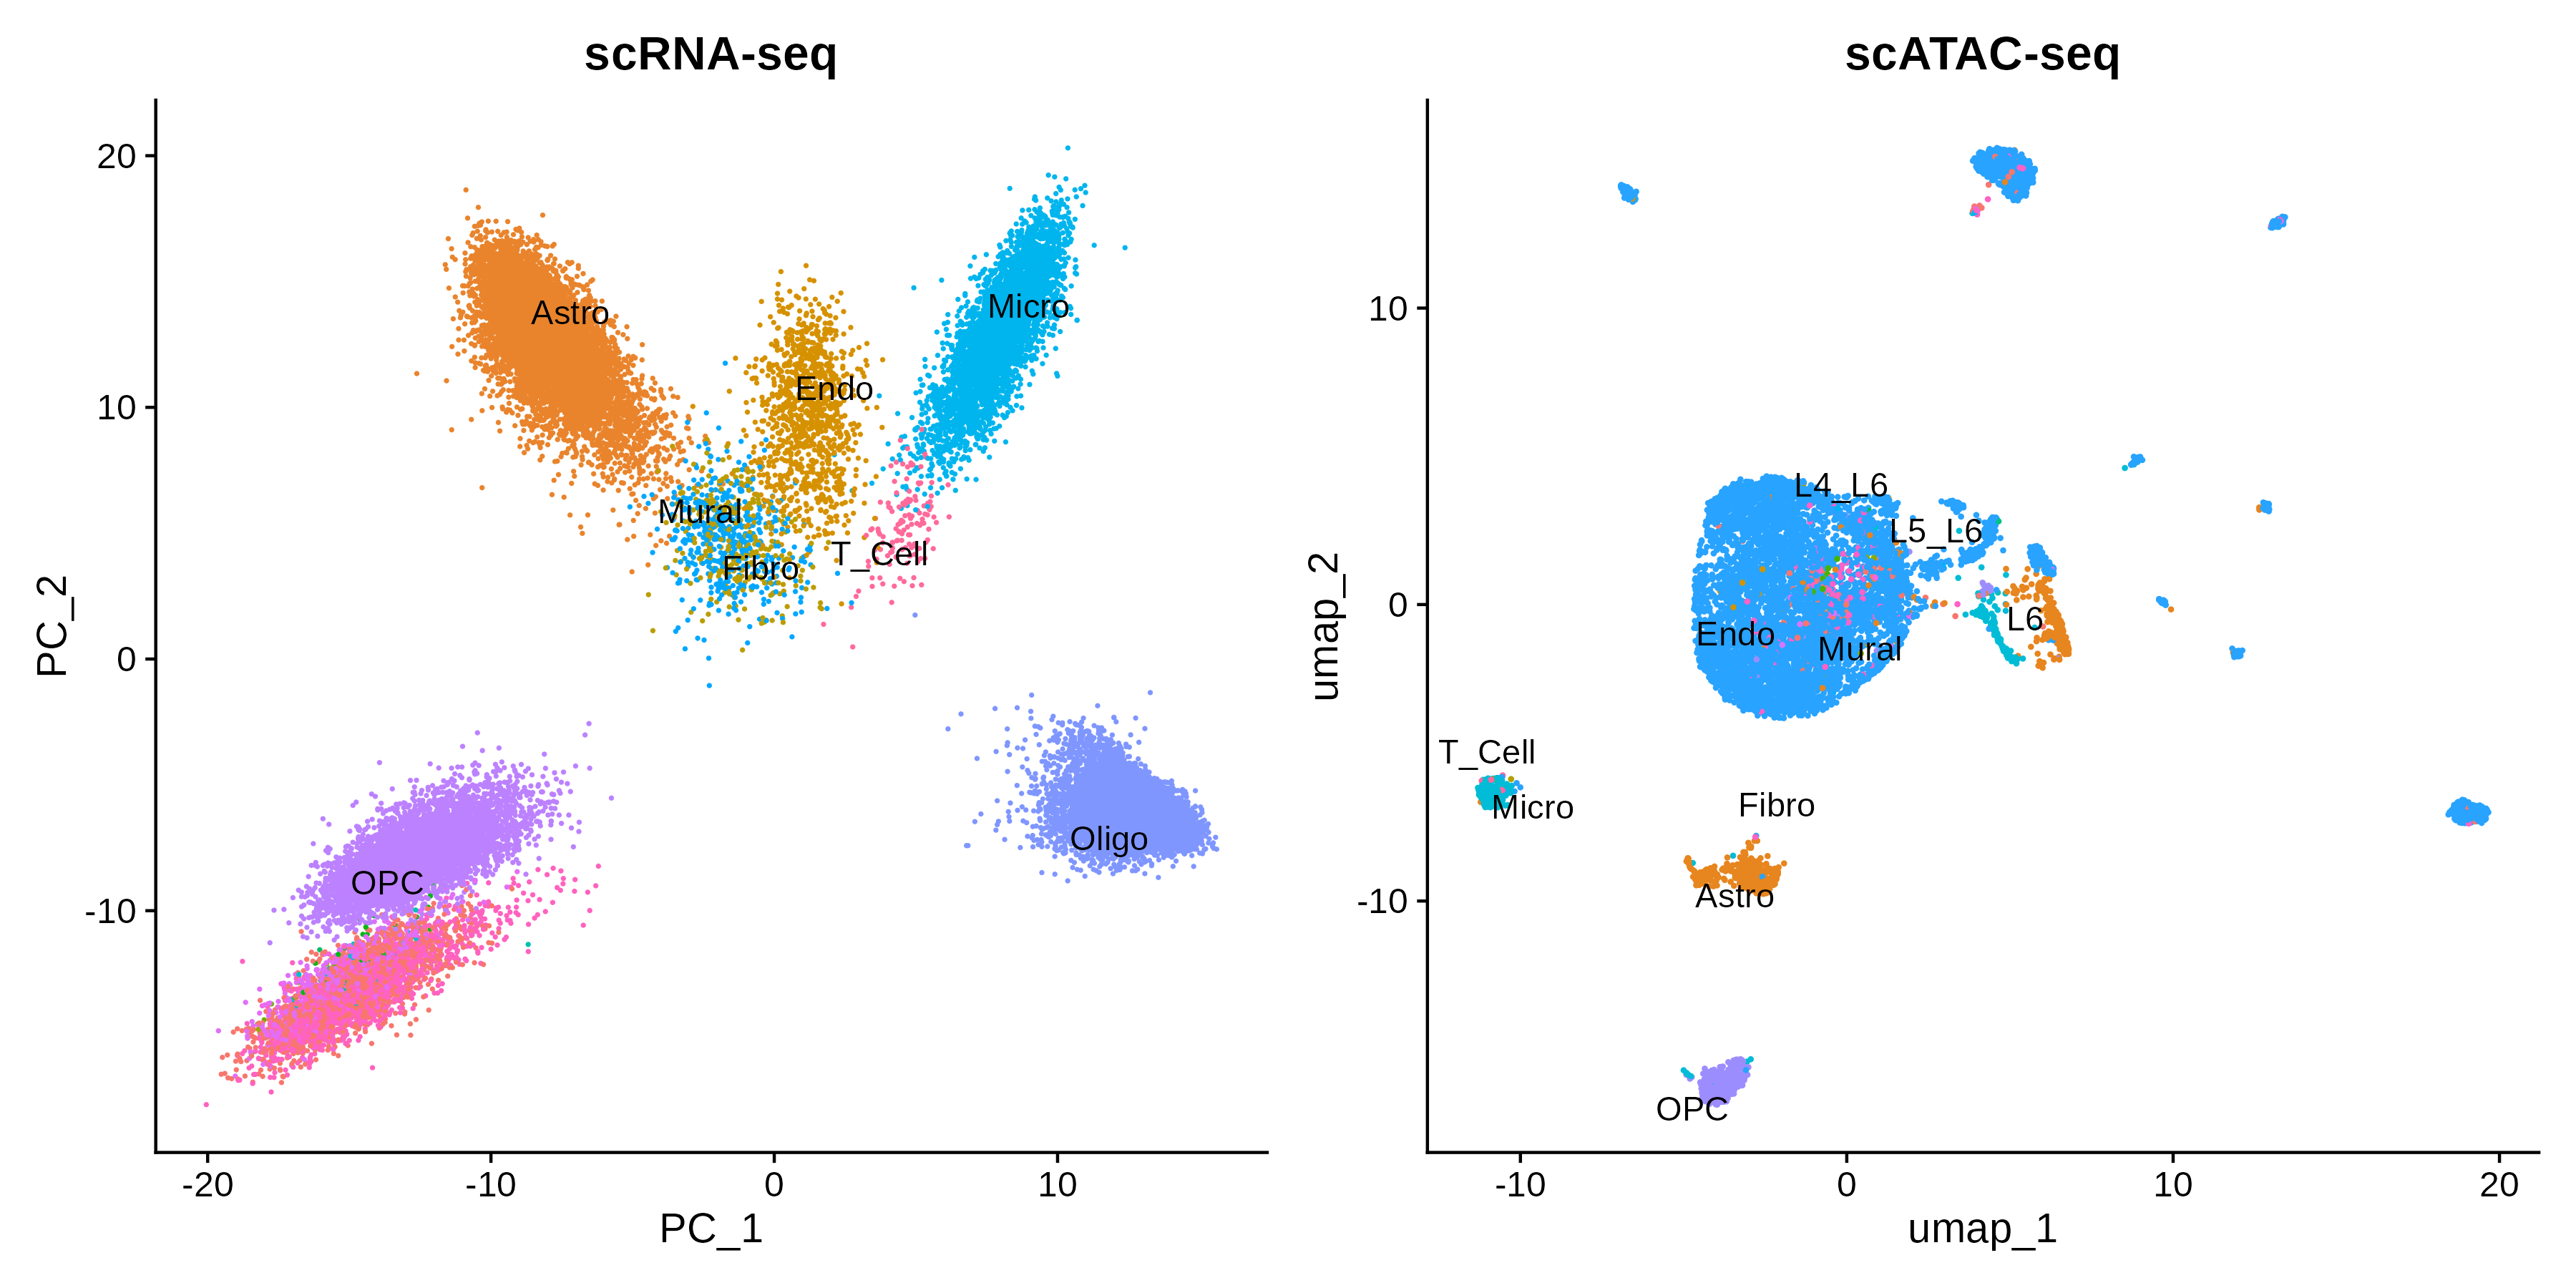 scRNA-seq
20
10
0
-10
-20
-10
0
10
PC_2
PC_1
Astro
Micro
Endo
Mural
Fibro
T_Cell
OPC
Oligo
scATAC-seq
10
0
-10
-10
0
10
20
umap_2
umap_1
L4_L6
L5_L6
L6
Endo
Mural
T_Cell
Micro
Fibro
Astro
OPC